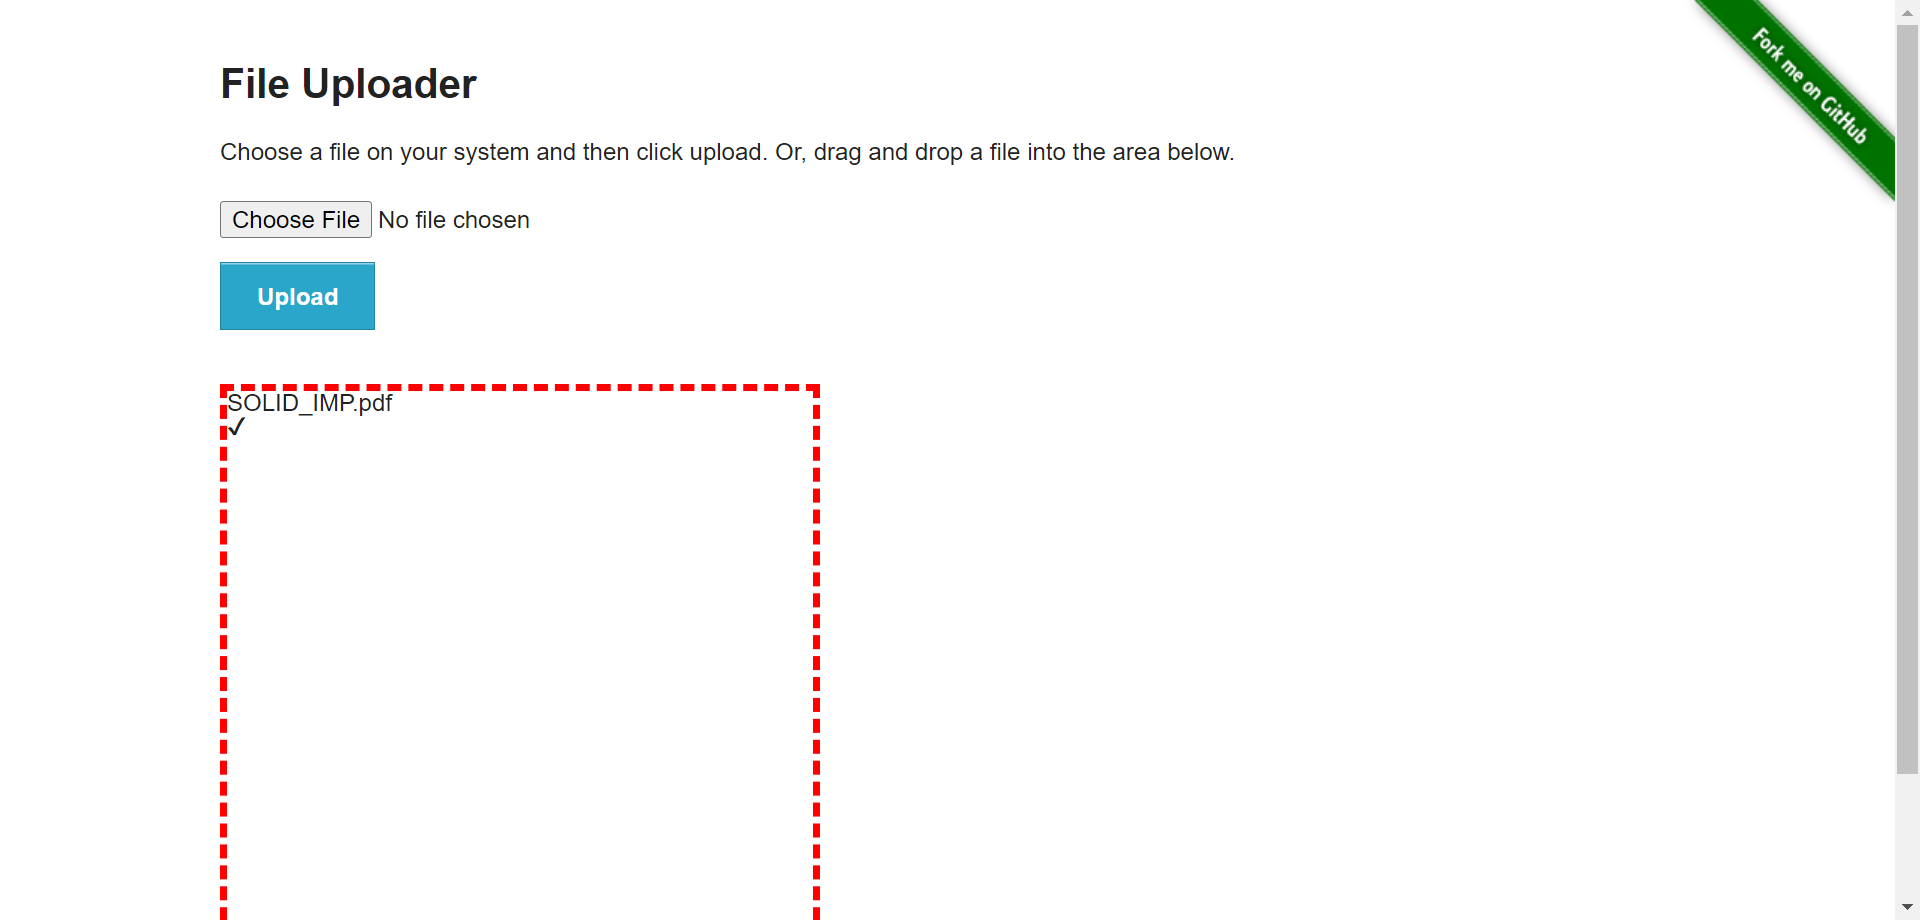 File Uploader
Fork me on GitHub
Choose a file on your system and then click upload. Or, drag and drop a file into the area below.
Choose File No file chosen
Upload
SOLID_IMP.pdf
✓